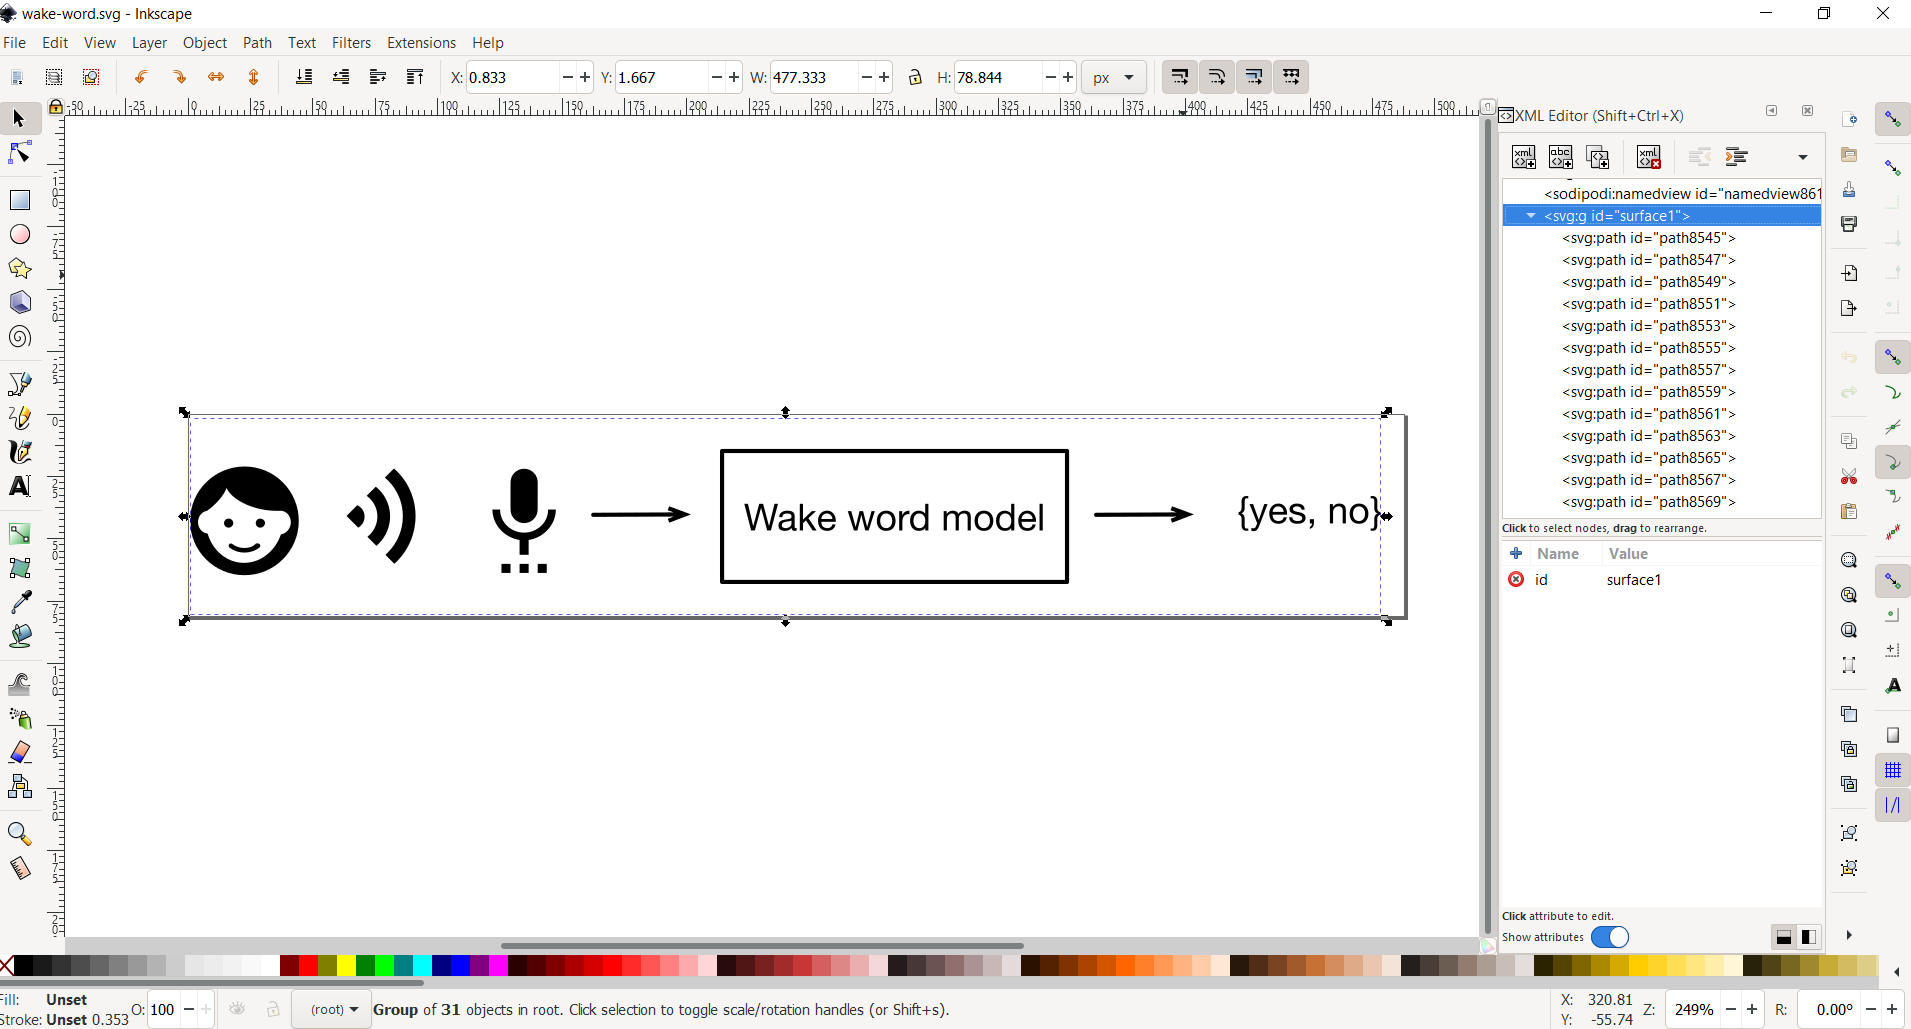 wake-word.svg - Inkscape
File Edit View Layer Object Path Text Filters Extensions Help
X: 0.833 Y: 1.667 W: 477.333 H: 78.844 px
-50 -25 0 25 50 75 100 125 150 175 200 225 250 275 300 325 350 375 400 425 450 475 500
XML Editor (Shift+Ctrl+X)
<sodipodi:namedview id="namedview861
<svg:g id="surface1">
<svg:path id="path8545">
<svg:path id="path8547">
<svg:path id="path8549">
<svg:path id="path8551">
<svg:path id="path8553">
<svg:path id="path8555">
<svg:path id="path8557">
<svg:path id="path8559">
<svg:path id="path8561">
<svg:path id="path8563">
<svg:path id="path8565">
<svg:path id="path8567">
<svg:path id="path8569">
Click to select nodes, drag to rearrange.
Name Value
id surface1
Wake word model
{yes, no}
Click attribute to edit.
Show attributes
Fill: Unset
Stroke: Unset 0.353
O: 100
(root)
Group of 31 objects in root. Click selection to toggle scale/rotation handles (or Shift+s).
X: 320.81
Y: -55.74
Z: 249%
R: 0.00°